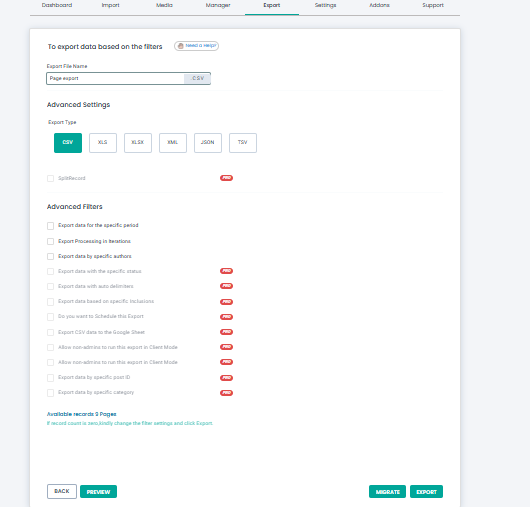 Dashboard Import Media Manager Export Settings Addons Support
To export data based on the filters Need a Help?
Export File Name
Page export .CSV
Advanced Settings
Export Type
CSV XLS XLSX XML JSON TSV
SplitRecord PRO
Advanced Filters
Export data for the specific period
Export Processing in Iterations
Export data by specific authors
Export data with the specific status PRO
Export data with auto delimiters PRO
Export data based on specific inclusions PRO
Do you want to Schedule this Export PRO
Export CSV data to the Google Sheet PRO
Allow non-admins to run this export in Client Mode PRO
Allow non-admins to run this export in Client Mode PRO
Export data by specific post ID PRO
Export data by specific category PRO
Available records 9 Pages
If record count is zero,kindly change the filter settings and click Export.
BACK PREVIEW MIGRATE EXPORT